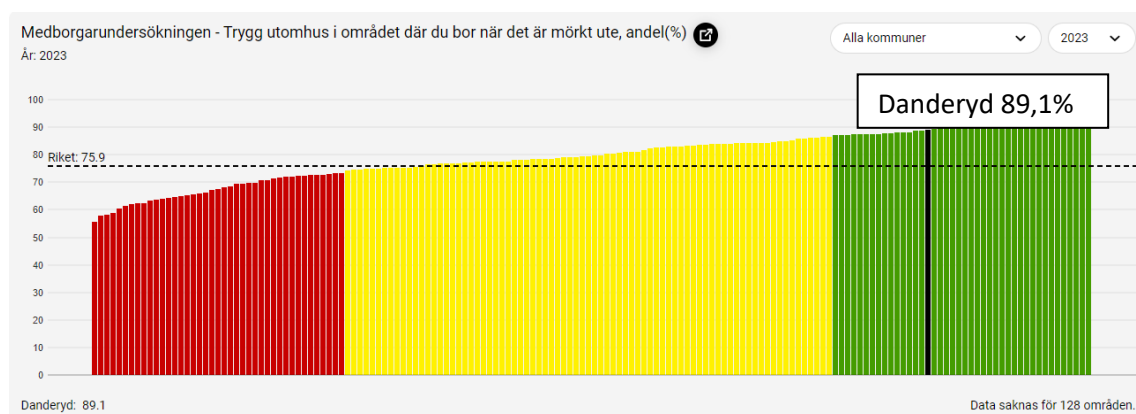 Medborgarundersökningen - Trygg utomhus i området där du bor när det är mörkt ute, andel(%)
År: 2023
Alla kommuner
2023
Danderyd 89,1%
100
90
80
Riket: 75.9
70
60
50
40
30
20
10
0
Danderyd: 89.1
Data saknas för 128 områden.